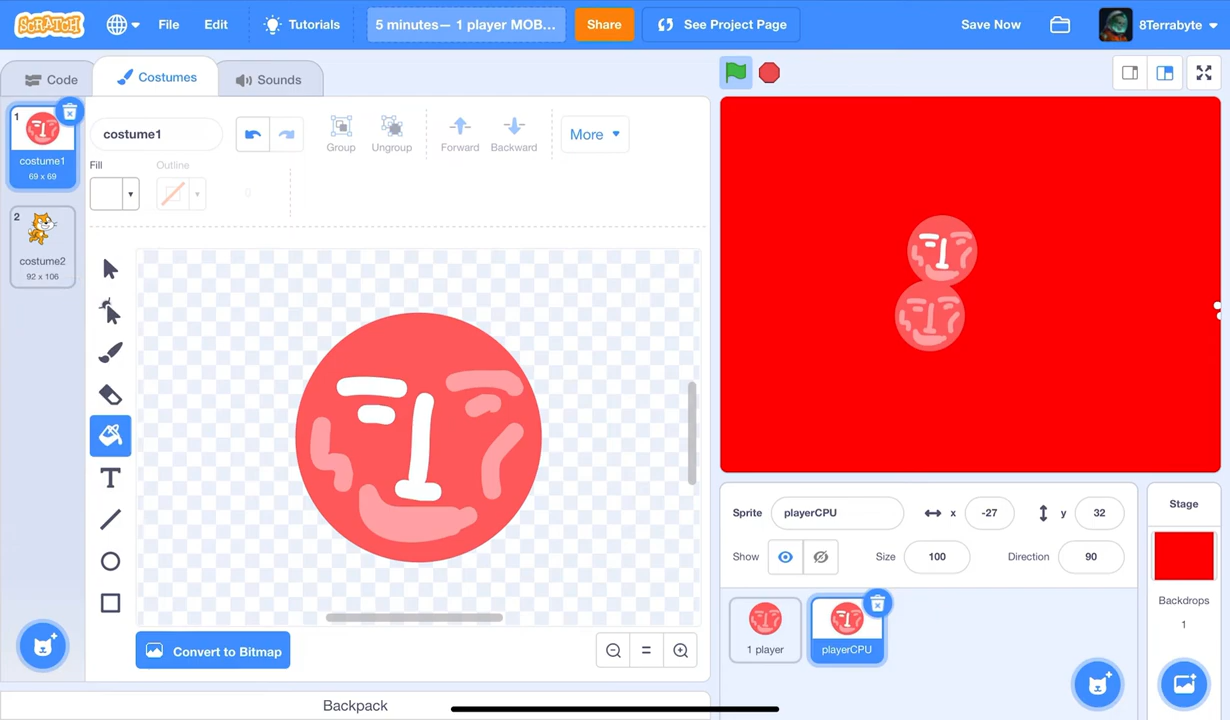 SCRATCH File Edit Tutorials 5 minutes— 1 player MOB... Share See Project Page Save Now 8Terrabyte
Code Costumes Sounds
1
costume1
69 x 69
2
costume2
92 x 106
costume1
Group Ungroup Forward Backward More
Fill Outline
0
T
Convert to Bitmap
Backpack
Sprite playerCPU x -27 y 32
Show Size 100 Direction 90
1 player
playerCPU
Stage
Backdrops
1